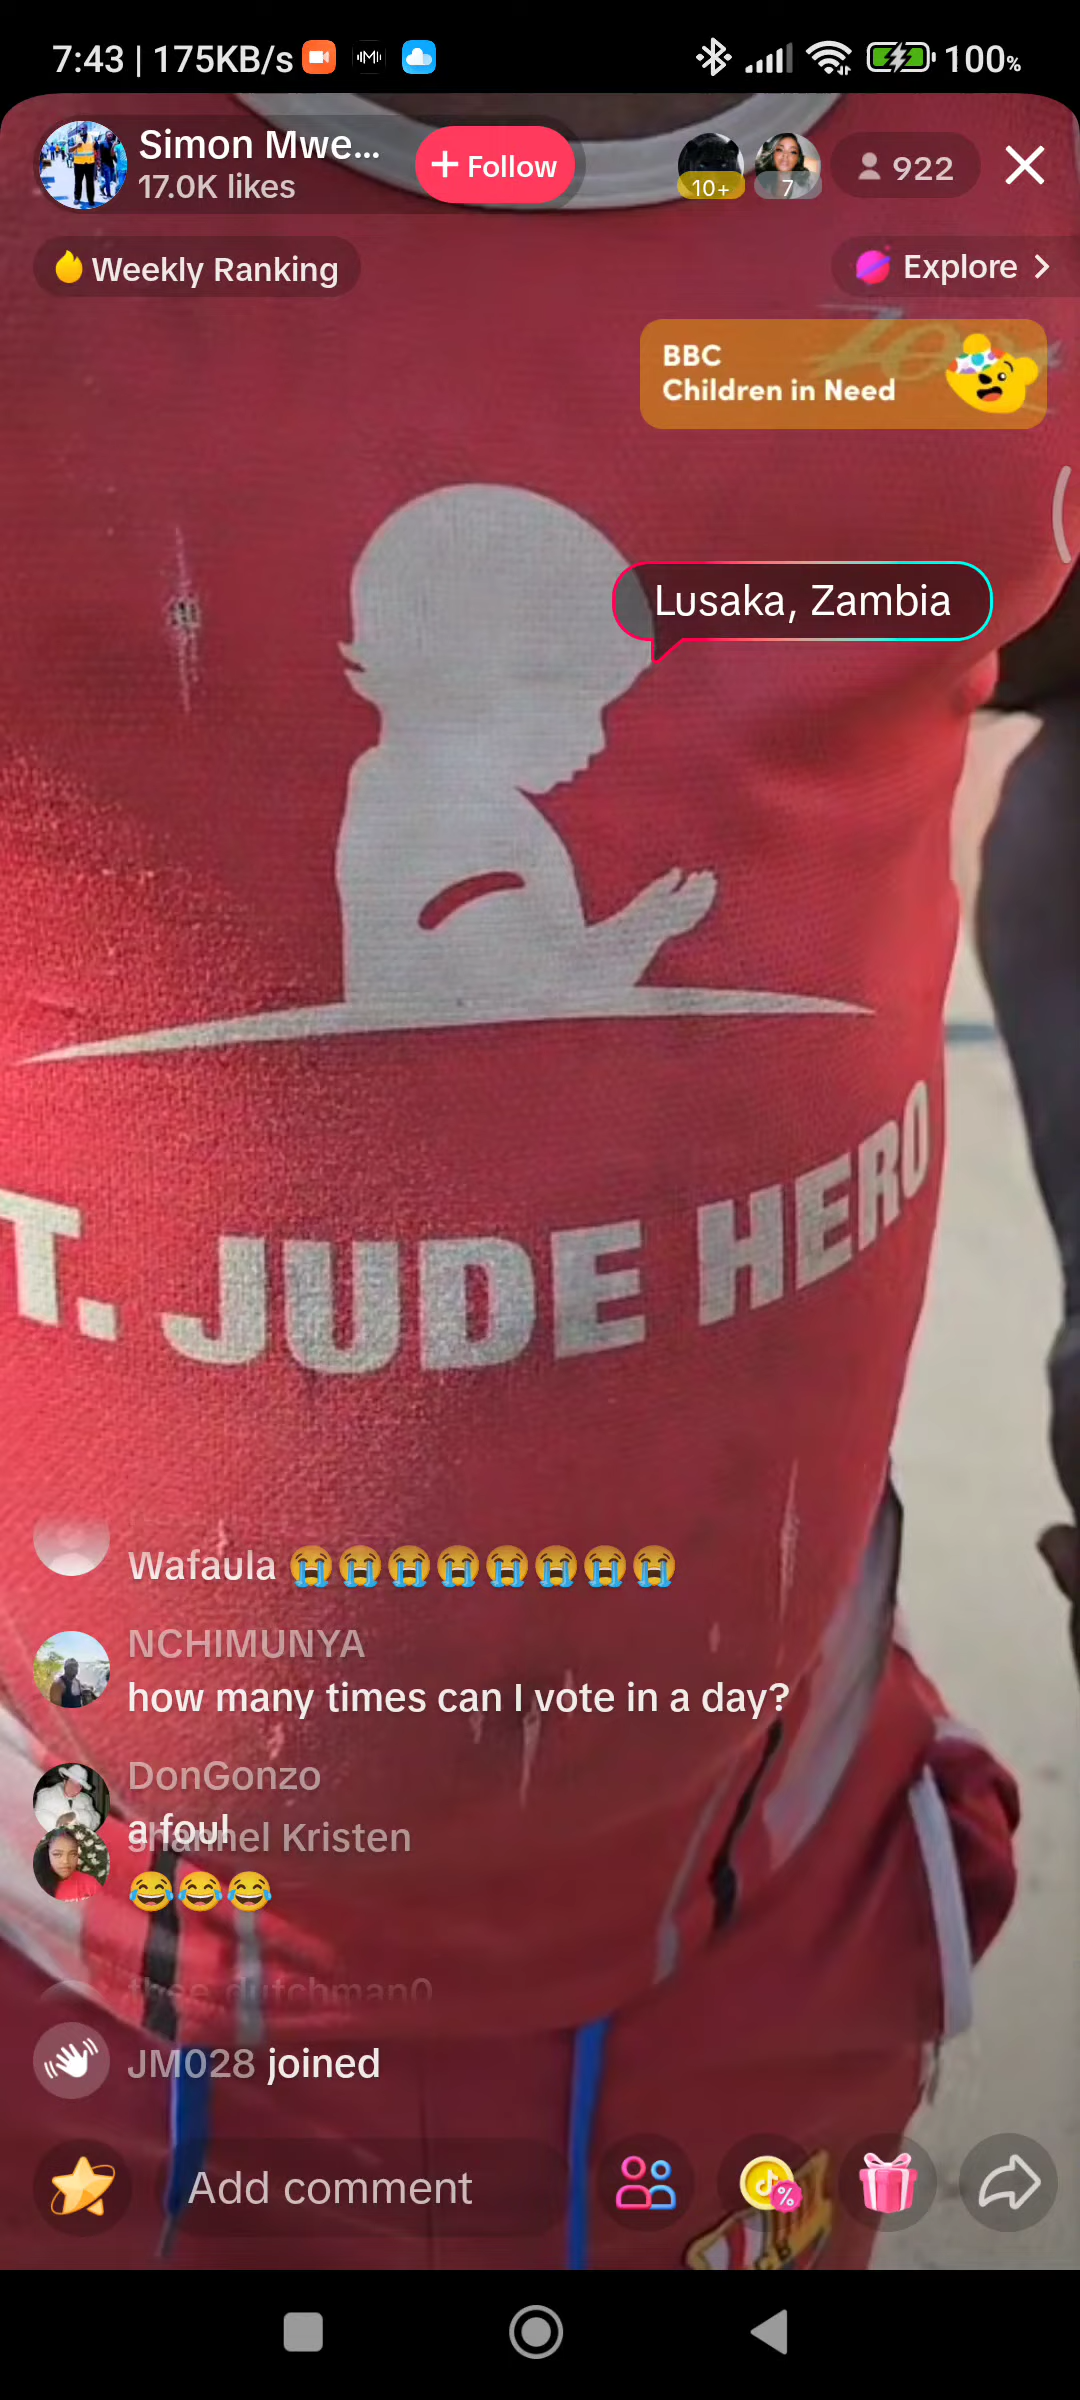 7:43 | 175KB/s
100%
Simon Mwe...
17.0K likes
+ Follow
10+
7
922
Weekly Ranking
Explore >
BBC
Children in Need
Lusaka, Zambia
T. JUDE HERO
Wafaula 😭😭😭😭😭😭😭😭
NCHIMUNYA
how many times can I vote in a day?
DonGonzo
a foul
shannel Kristen
😂😂😂
JM028 joined
Add comment